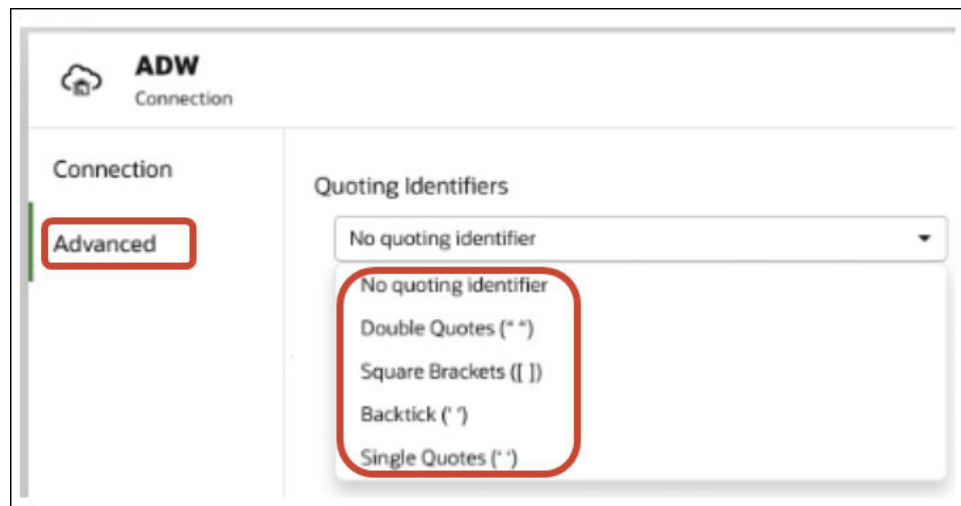 ADW
Connection
Connection
Advanced
Quoting Identifiers
No quoting identifier
No quoting identifier
Double Quotes (“ “)
Square Brackets ([ ])
Backtick (' ')
Single Quotes (‘ ‘)